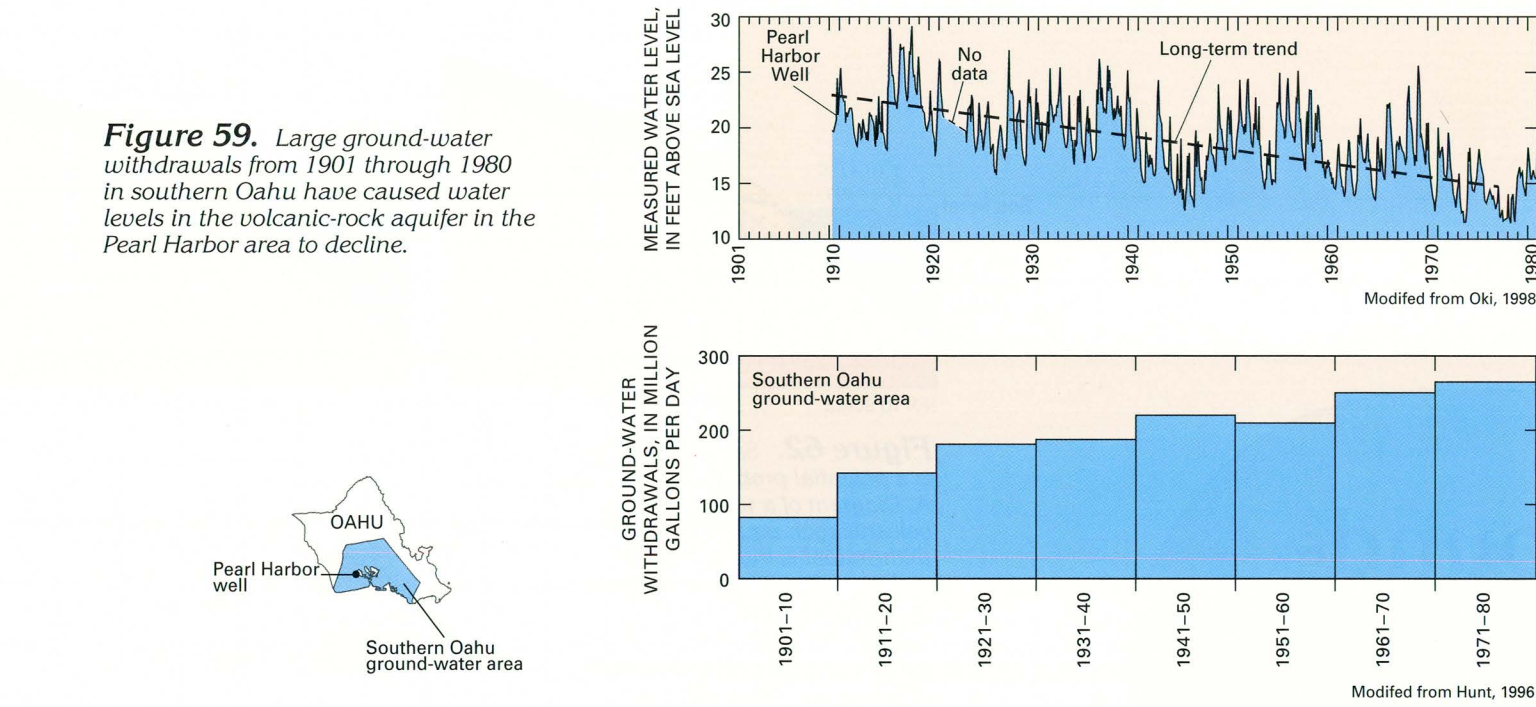 Figure 59. Large ground-water
withdrawals from 1901 through 1980
in southern Oahu have caused water
levels in the volcanic-rock aquifer in the
Pearl Harbor area to decline.
MEASURED WATER LEVEL,
IN FEET ABOVE SEA LEVEL
30
25
20
15
10
Pearl
Harbor
Well
No
data
Long-term trend
1901
1910
1920
1930
1940
1950
1960
1970
1980
Modifed from Oki, 1998
GROUND-WATER
WITHDRAWALS, IN MILLION
GALLONS PER DAY
300
200
100
0
Southern Oahu
ground-water area
1901–10
1911–20
1921–30
1931–40
1941–50
1951–60
1961–70
1971–80
Modifed from Hunt, 1996
OAHU
Pearl Harbor
well
Southern Oahu
ground-water area